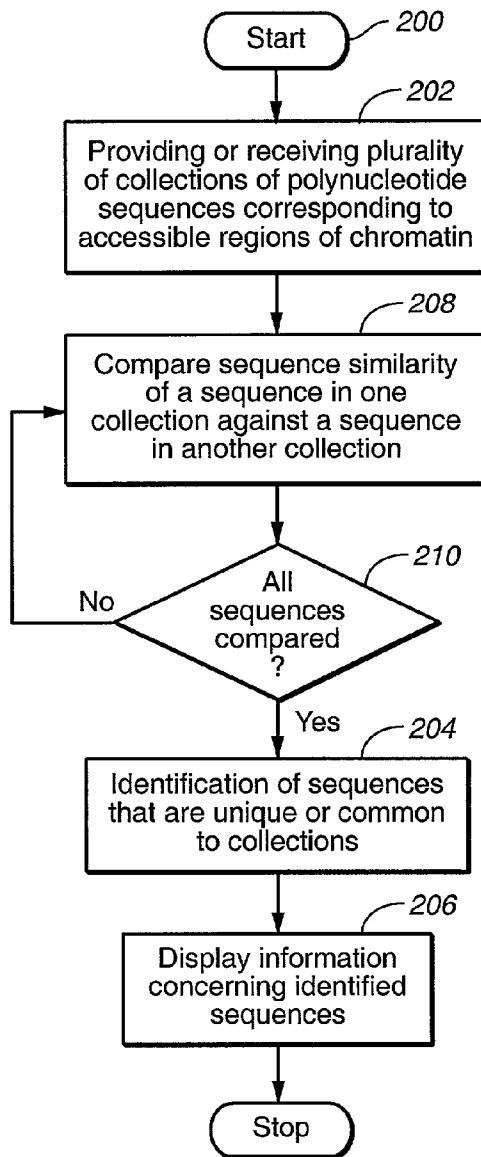 Start
200
202
Providing or receiving plurality
of collections of polynucleotide
sequences corresponding to
accessible regions of chromatin
208
Compare sequence similarity
of a sequence in one
collection against a sequence
in another collection
210
All
sequences
compared
?
No
Yes
204
Identification of sequences
that are unique or common
to collections
206
Display information
concerning identified
sequences
Stop